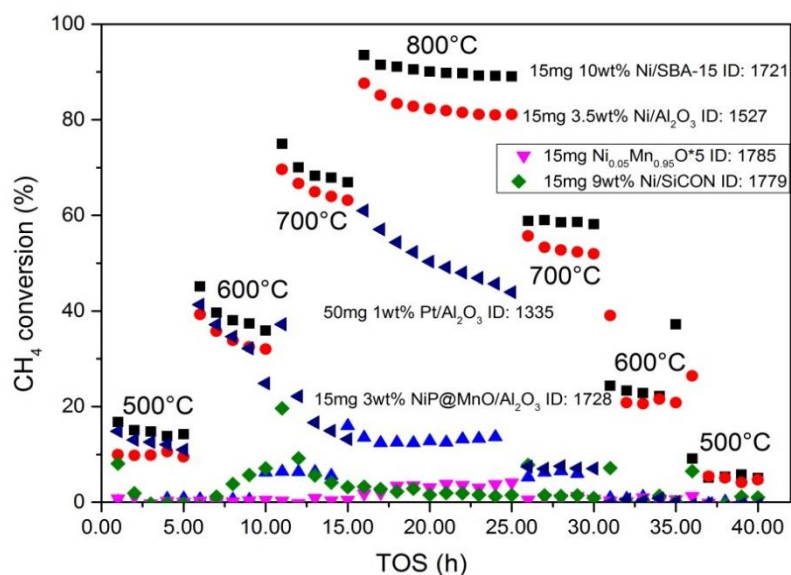 CH₄ conversion (%)
100
80
60
40
20
0
800°C
15mg 10wt% Ni/SBA-15 ID: 1721
15mg 3.5wt% Ni/Al₂O₃ ID: 1527
15mg Ni₀.₀₅Mn₀.₉₅O*5 ID: 1785
15mg 9wt% Ni/SiCON ID: 1779
700°C
700°C
600°C
50mg 1wt% Pt/Al₂O₃ ID: 1335
600°C
15mg 3wt% NiP@MnO/Al₂O₃ ID: 1728
500°C
500°C
0.00 5.00 10.00 15.00 20.00 25.00 30.00 35.00 40.00
TOS (h)